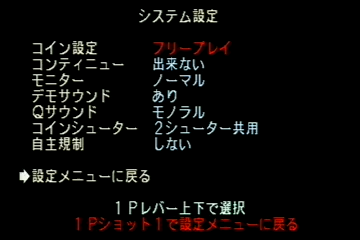 システム設定
コイン設定 フリープレイ
コンティニュー 出来ない
モニター ノーマル
デモサウンド あり
Qサウンド モノラル
コインシューター 2シューター共用
自主規制 しない
➡設定メニューに戻る
1Pレバー上下で選択
1Pショット1で設定メニューに戻る